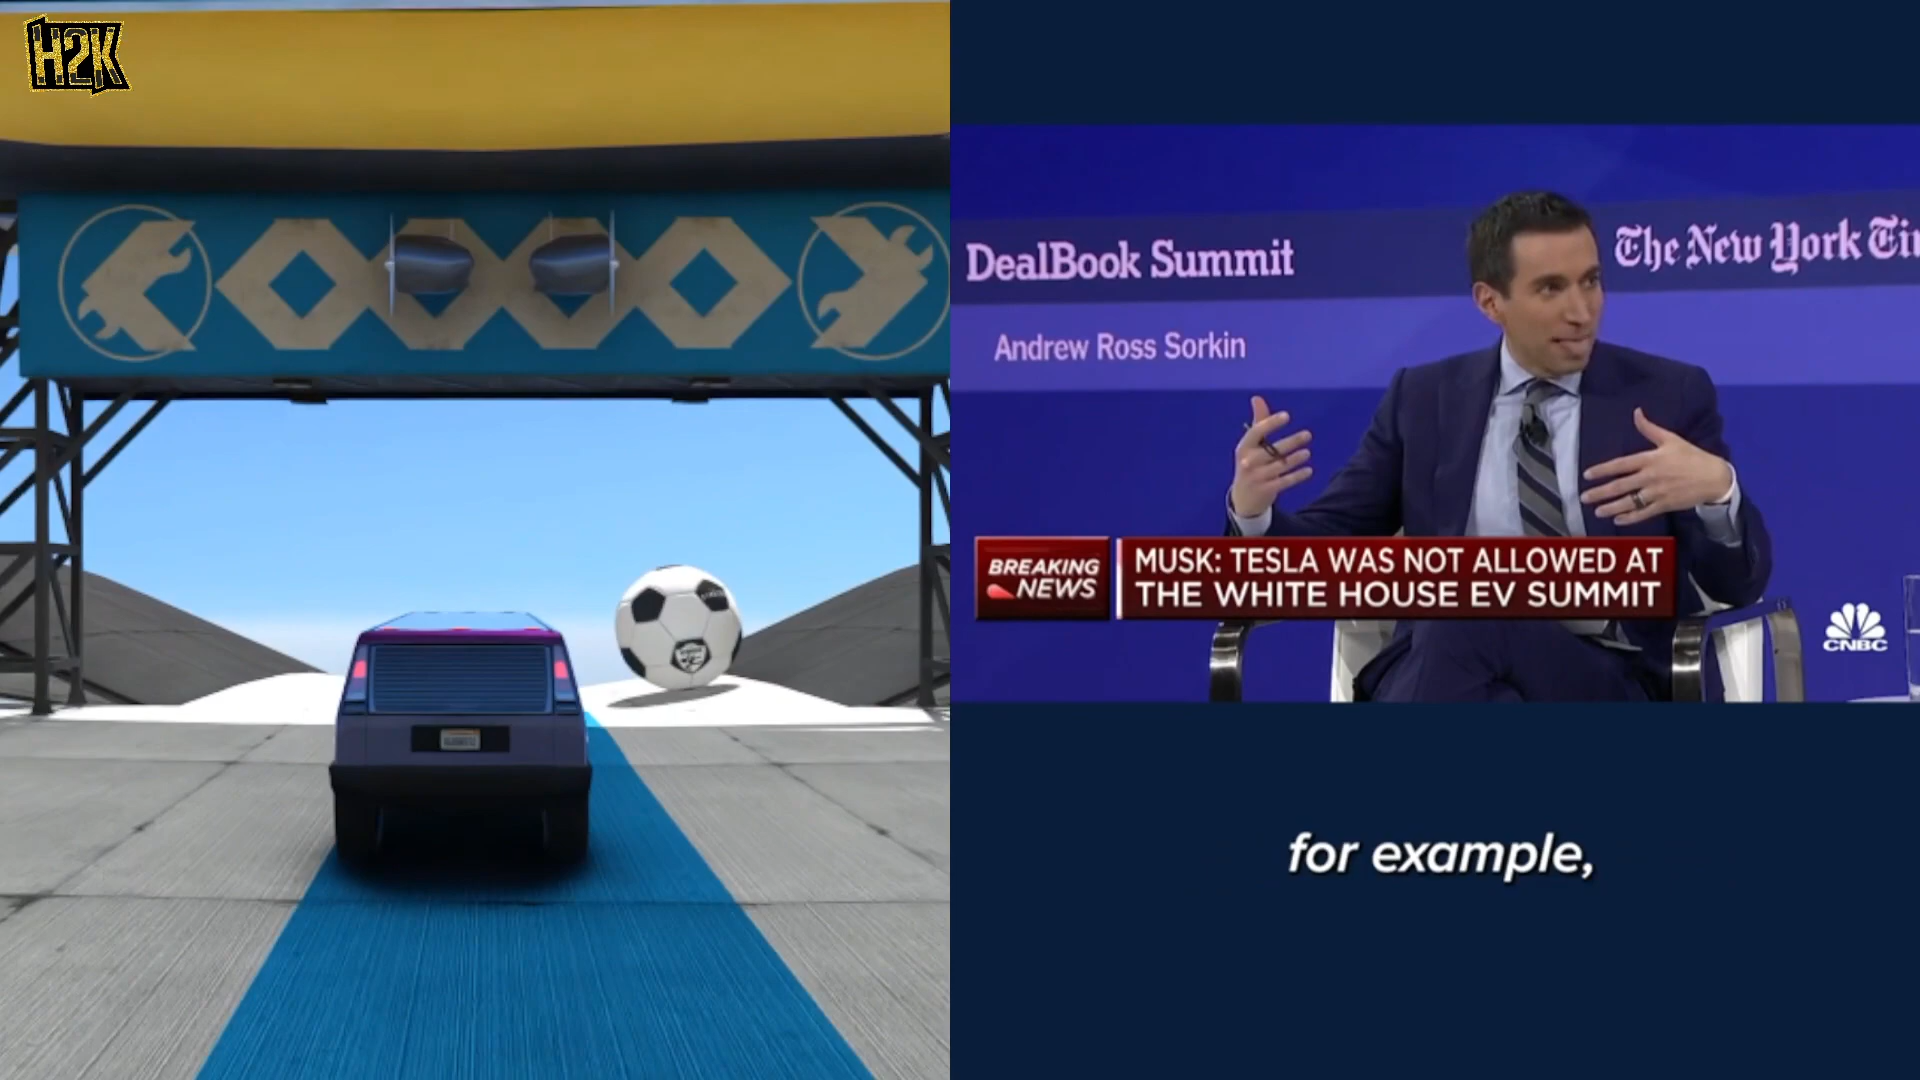 H2K
DealBook Summit
The New York Tim
Andrew Ross Sorkin
BREAKING
NEWS
MUSK: TESLA WAS NOT ALLOWED AT
THE WHITE HOUSE EV SUMMIT
CNBC
for example,